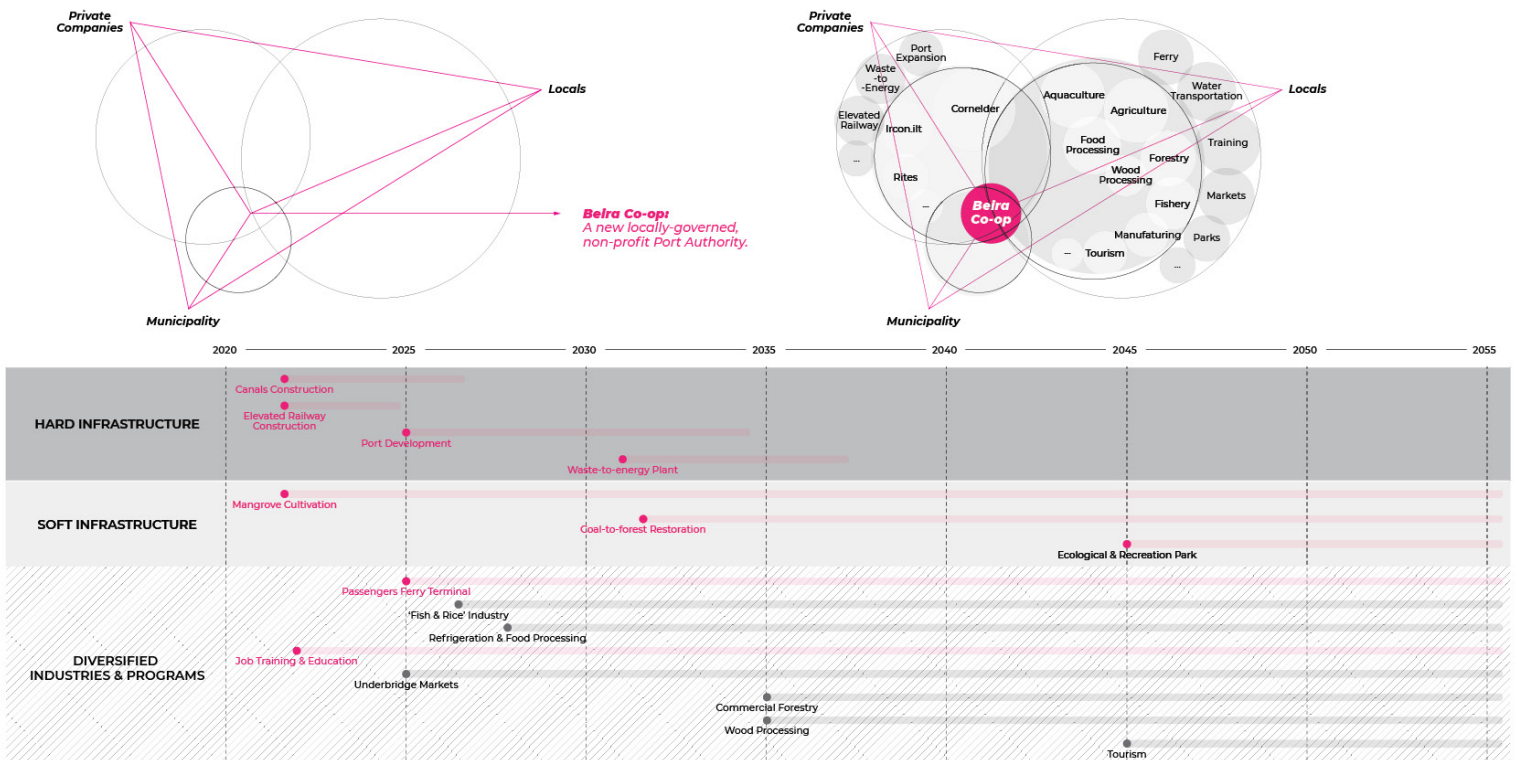 Private
Companies
Locals
Beira Co-op:
A new locally-governed,
non-profit Port Authority.
Municipality
Private
Companies
Port
Expansion
Waste
-to
-Energy
Elevated
Railway
...
Ircon.ilt
Rites
...
Cornelder
Beira
Co-op
Aquaculture
Agriculture
Food
Processing
Forestry
Wood
Processing
Fishery
Manufaturing
Tourism
...
Ferry
Water
Transportation
Training
Markets
Parks
...
Locals
Municipality
2020 2025 2030 2035 2040 2045 2050 2055
HARD INFRASTRUCTURE
Canals Construction
Elevated Railway
Construction
Port Development
Waste-to-energy Plant
SOFT INFRASTRUCTURE
Mangrove Cultivation
Coal-to-forest Restoration
Ecological & Recreation Park
DIVERSIFIED
INDUSTRIES & PROGRAMS
Passengers Ferry Terminal
'Fish & Rice' Industry
Refrigeration & Food Processing
Job Training & Education
Underbridge Markets
Commercial Forestry
Wood Processing
Tourism